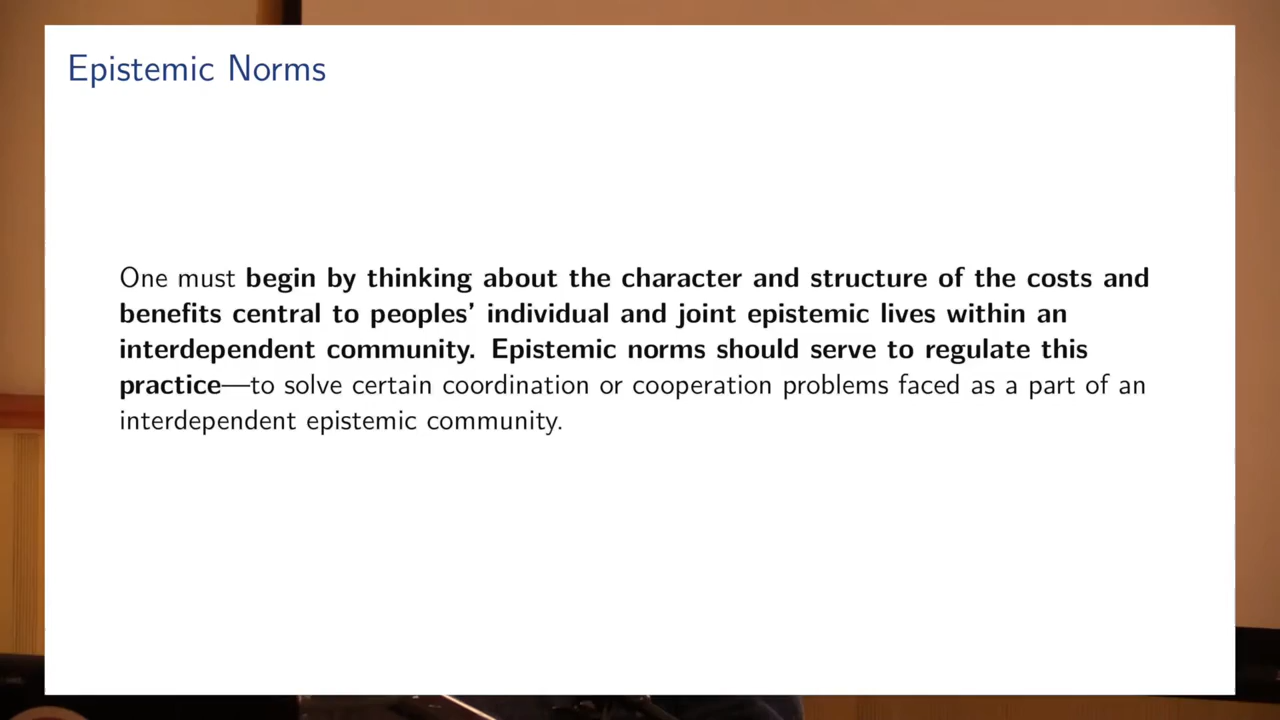 Epistemic Norms
One must begin by thinking about the character and structure of the costs and
benefits central to peoples' individual and joint epistemic lives within an
interdependent community. Epistemic norms should serve to regulate this
practice—to solve certain coordination or cooperation problems faced as a part of an
interdependent epistemic community.